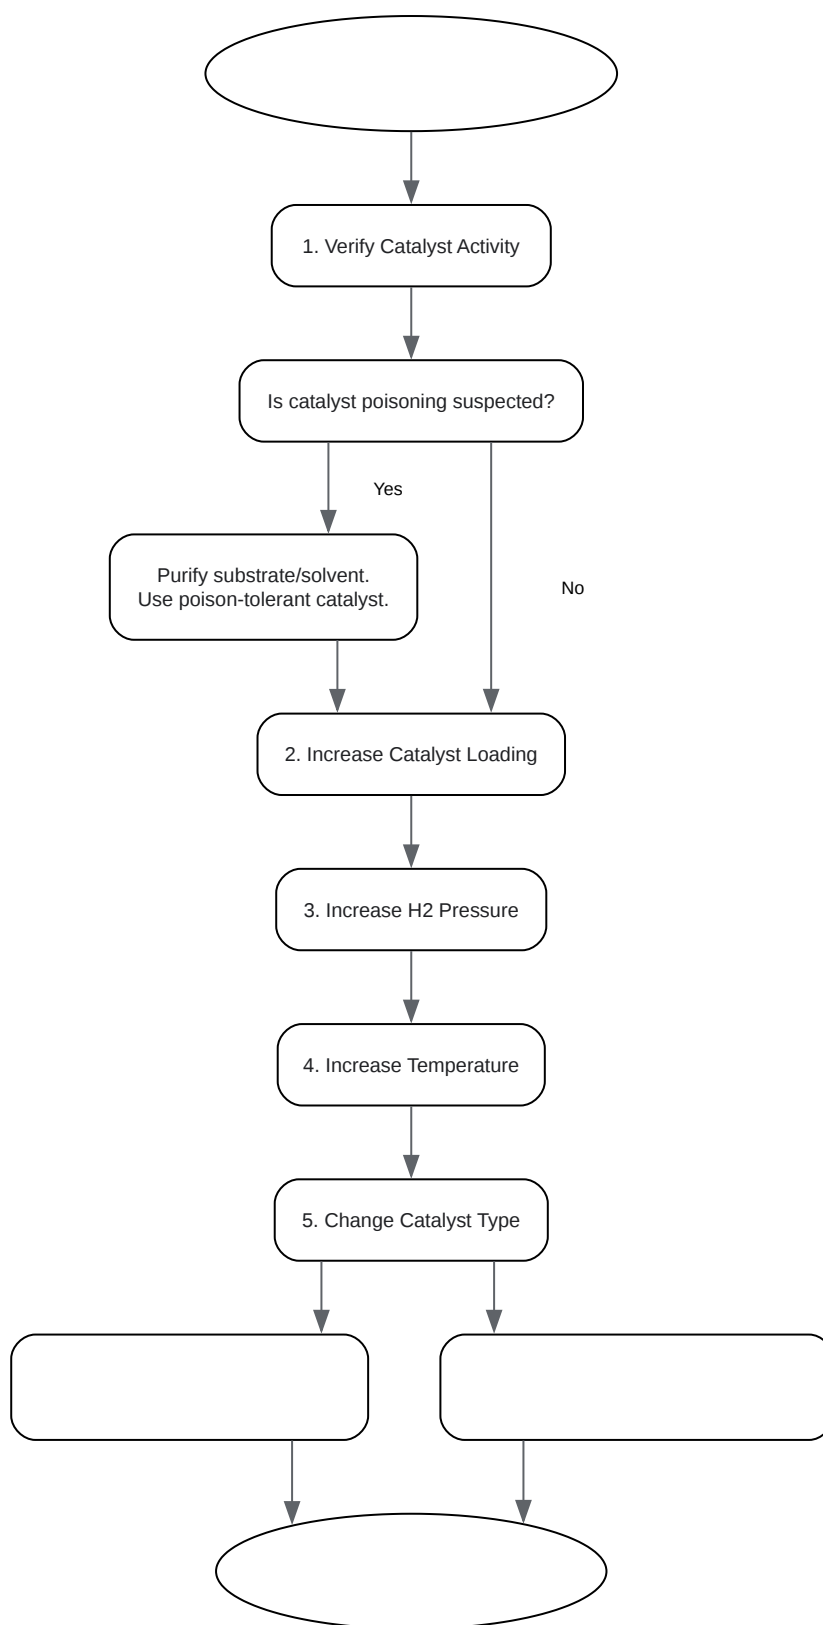 1. Verify Catalyst Activity
Is catalyst poisoning suspected?
Yes
Purify substrate/solvent.
Use poison-tolerant catalyst.
No
2. Increase Catalyst Loading
3. Increase H2 Pressure
4. Increase Temperature
5. Change Catalyst Type